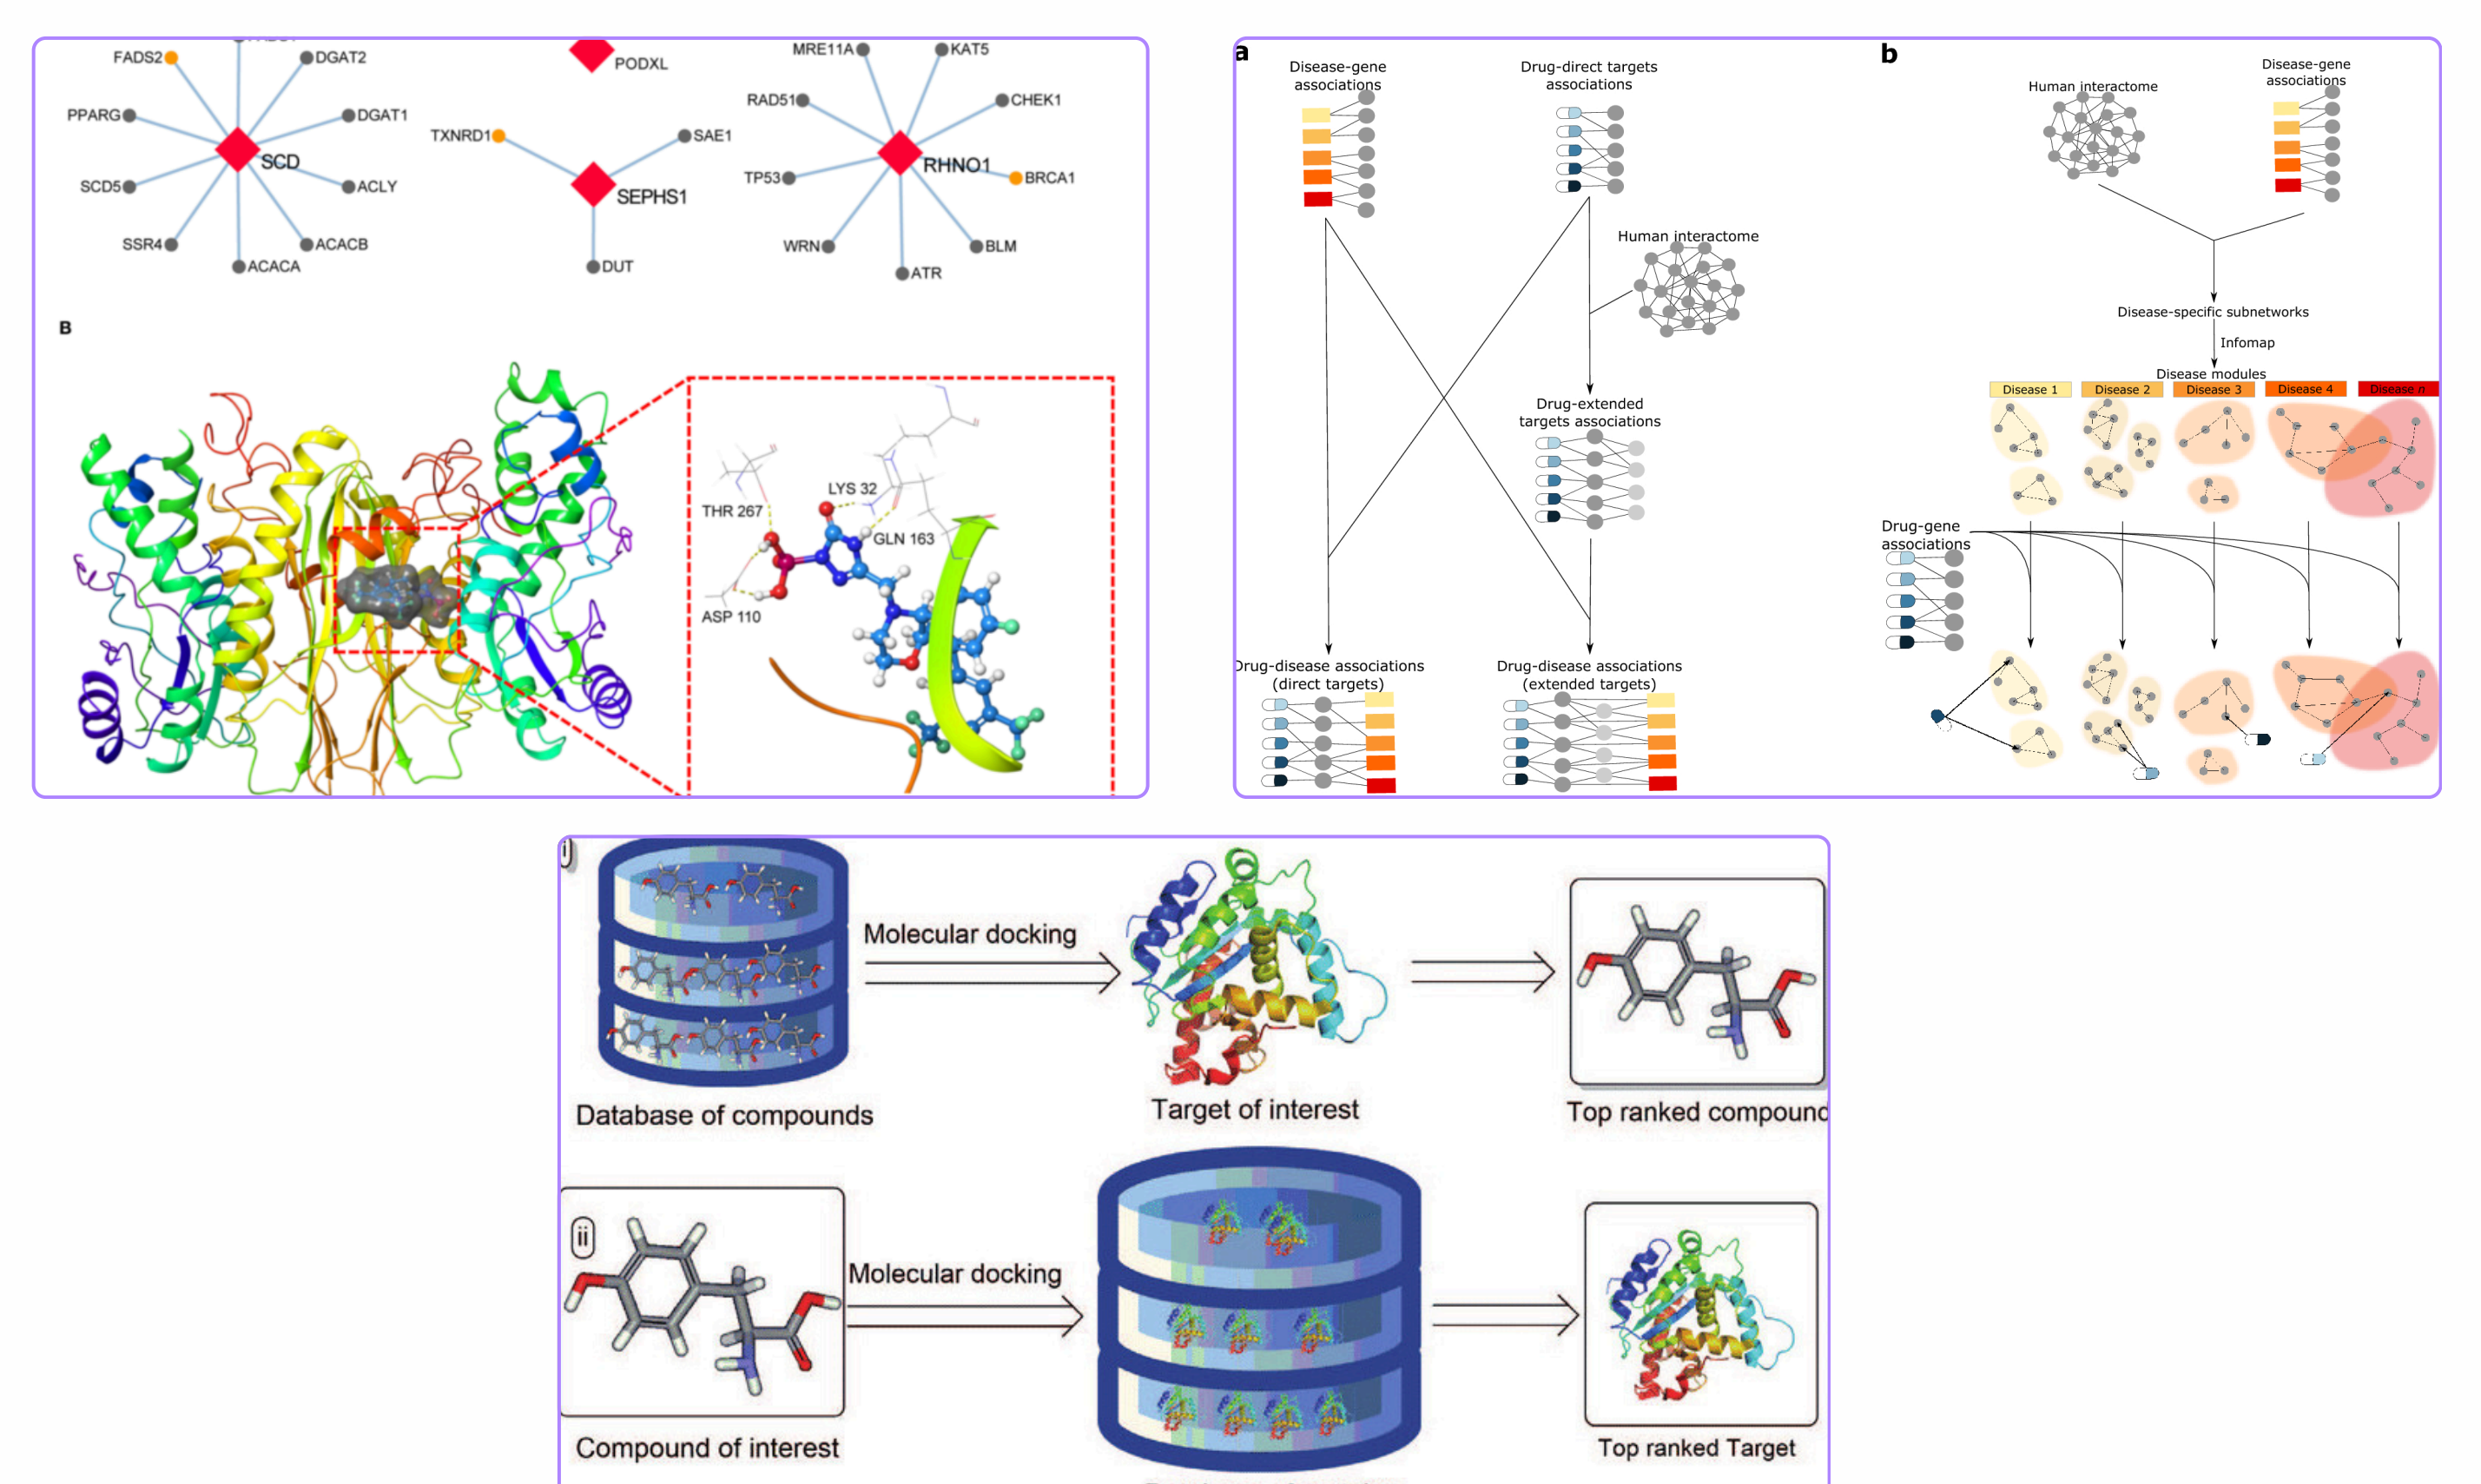 FADS2
DGAT2
PPARG
DGAT1
SCD
SCD5
ACLY
SSR4
ACACB
ACACA
PODXL
TXNRD1
SAE1
SEPHS1
DUT
MRE11A
KAT5
RAD51
CHEK1
RHNO1
TP53
BRCA1
WRN
BLM
ATR
B
LYS 32
THR 267
GLN 163
ASP 110
a
Disease-gene
associations
Drug-direct targets
associations
Human interactome
Drug-extended
targets associations
Drug-disease associations
(direct targets)
Drug-disease associations
(extended targets)
b
Human interactome
Disease-gene
associations
Disease-specific subnetworks
Infomap
Disease modules
Disease 1
Disease 2
Disease 3
Disease 4
Disease n
Drug-gene
associations
i
Molecular docking
Database of compounds
Target of interest
Top ranked compound
ii
Molecular docking
Compound of interest
Top ranked Target